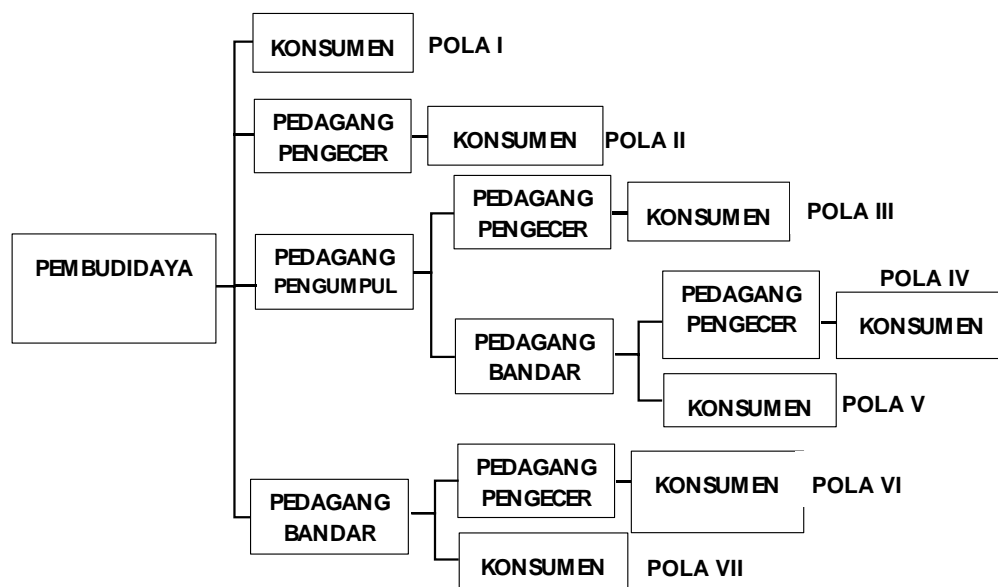 KONSUMEN POLA I
PEDAGANG
PENGECER
KONSUMEN POLA II
PEDAGANG
PENGECER
KONSUMEN POLA III
PEMBUDIDAYA
PEDAGANG
PENGUMPUL
POLA IV
PEDAGANG
PENGECER
KONSUMEN
PEDAGANG
BANDAR
KONSUMEN POLA V
PEDAGANG
PENGECER
KONSUMEN POLA VI
PEDAGANG
BANDAR
KONSUMEN POLA VII